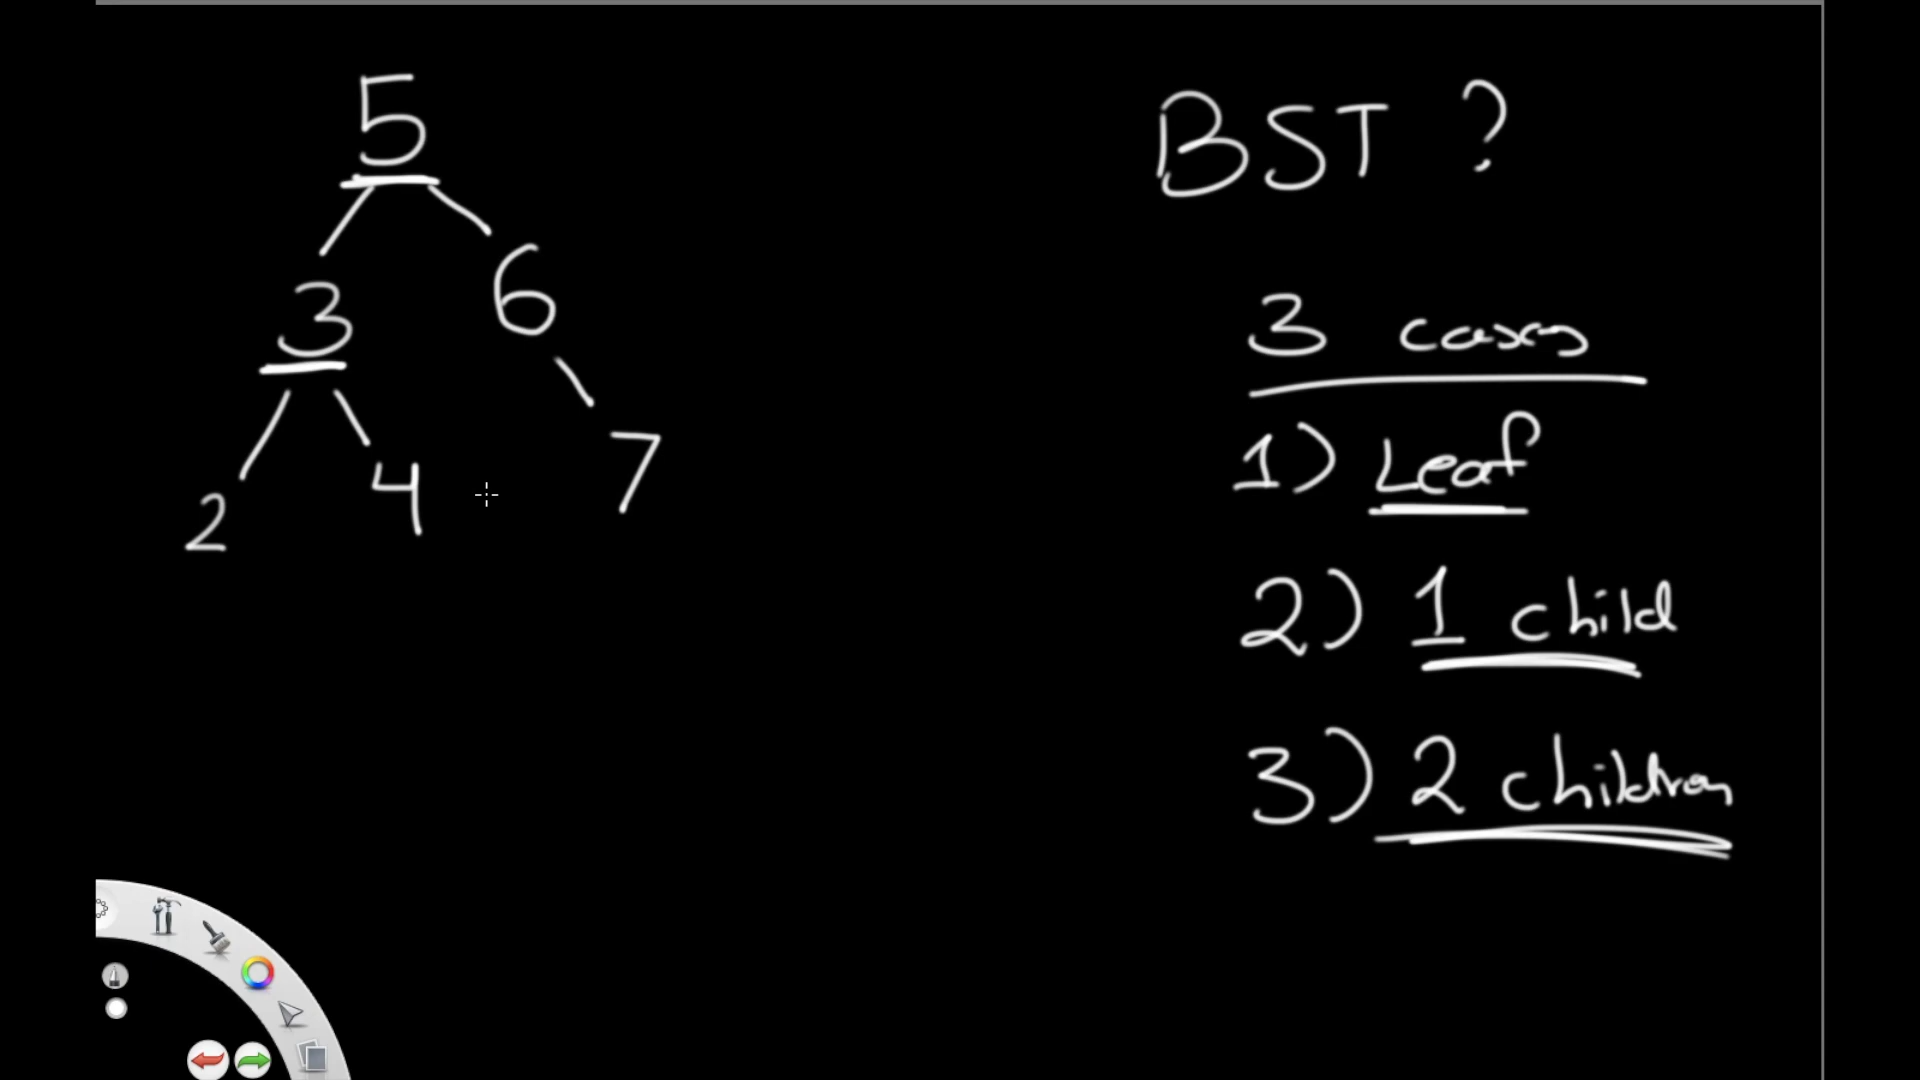 5
3 6
2 4 7
BST ?
3 cases
1) Leaf
2) 1 child
3) 2 children